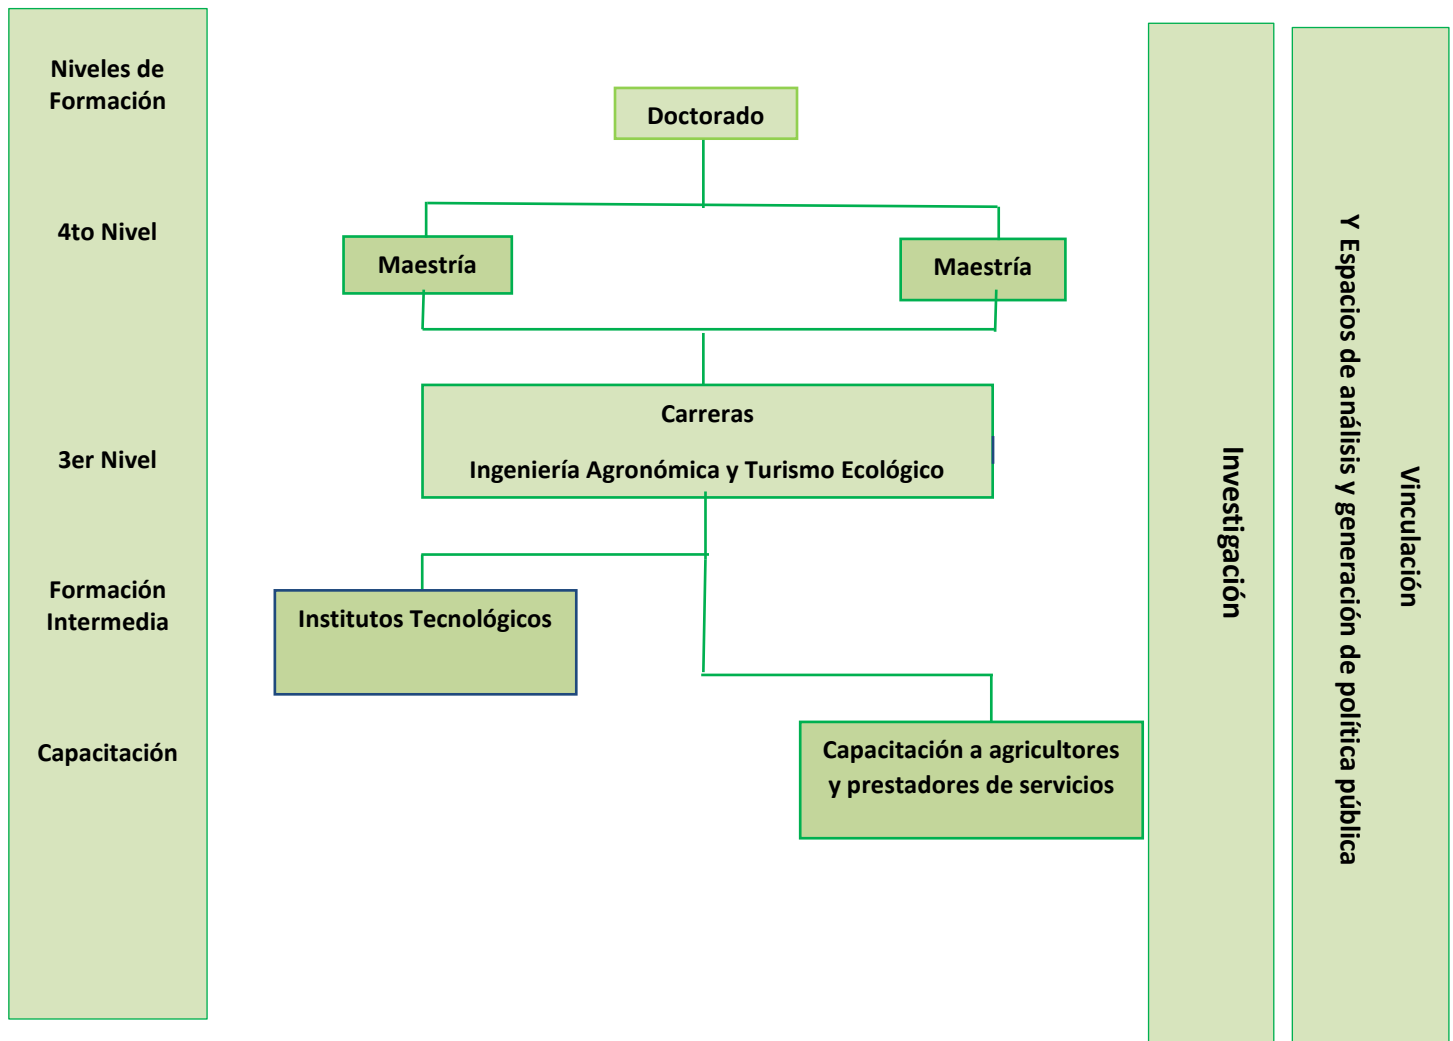 Niveles de
Formación
4to Nivel
3er Nivel
Formación
Intermedia
Capacitación
Doctorado
Maestría
Maestría
Carreras
Ingeniería Agronómica y Turismo Ecológico
Institutos Tecnológicos
Capacitación a agricultores
y prestadores de servicios
Investigación
Vinculación
Y Espacios de análisis y generación de política pública